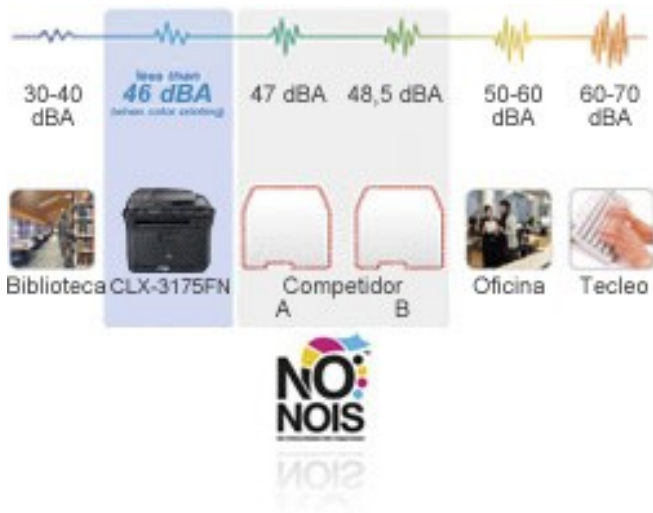 less than
30-40
dBA
46 dBA
(when color printing)
47 dBA
48,5 dBA
50-60
dBA
60-70
dBA
Biblioteca
CLX-3175FN
Competidor
A
B
Oficina
Tecleo
NO
NOIS